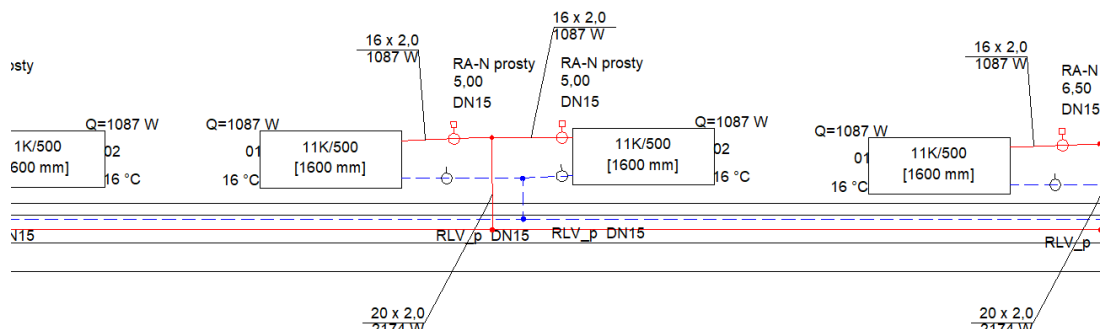 16 x 2,0
1087 W
16 x 2,0
1087 W
16 x 2,0
1087 W
RA-N prosty
5,00
DN15
RA-N prosty
5,00
DN15
RA-N
6,50
DN15
Q=1087 W
1K/500
[1600 mm]
02
16 °C
Q=1087 W
01
16 °C
11K/500
[1600 mm]
11K/500
[1600 mm]
Q=1087 W
02
16 °C
Q=1087 W
01
16 °C
11K/500
[1600 mm]
RLV_p DN15
RLV_p DN15
RLV_p
20 x 2,0
2174 W
20 x 2,0
2174 W